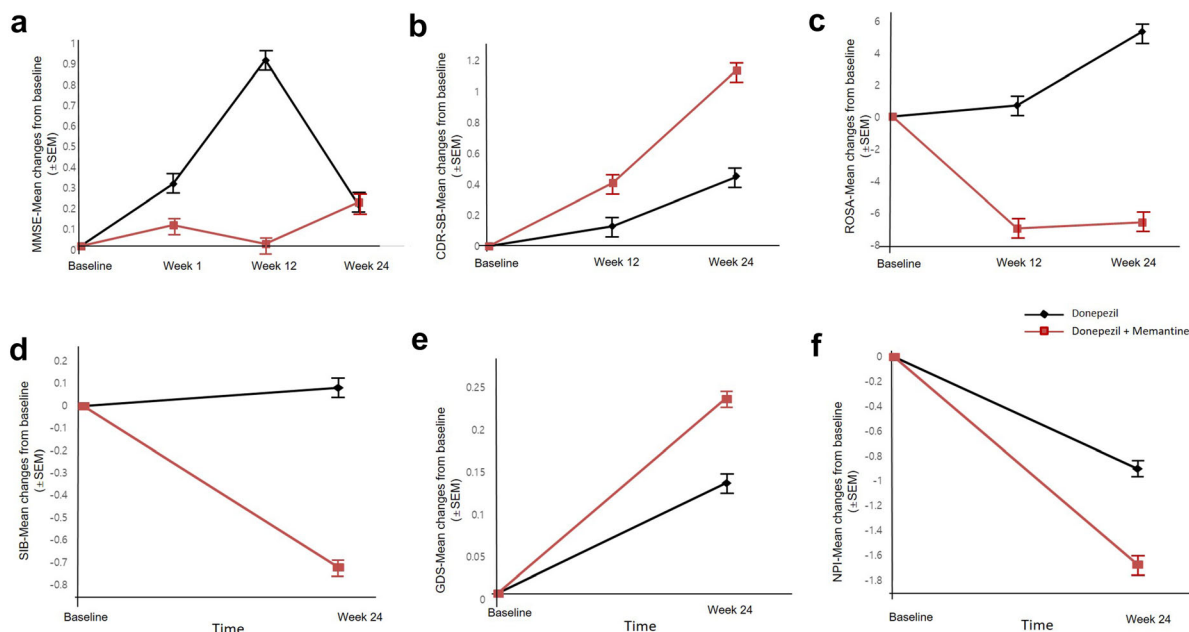 a
MMSE-Mean changes from baseline
(±SEM)
1
0.9
0.8
0.7
0.6
0.5
0.4
0.3
0.2
0.1
0
Baseline
Week 1
Week 12
Week 24
b
CDR-SB-Mean changes from baseline
(±SEM)
1.2
1
0.8
0.6
0.4
0.2
0
Baseline
Week 12
Week 24
c
ROSA-Mean changes from baseline
(±SEM)
6
4
2
0
-2
-4
-6
-8
Baseline
Week 12
Week 24
Donepezil
Donepezil + Memantine
d
SIB-Mean changes from baseline
(±SEM)
0.2
0.1
0
-0.1
-0.2
-0.3
-0.4
-0.5
-0.6
-0.7
-0.8
Baseline
Week 24
Time
e
GDS-Mean changes from baseline
(±SEM)
0.25
0.2
0.15
0.1
0.05
0
Baseline
Week 24
Time
f
NPI-Mean changes from baseline
(±SEM)
0
-0.2
-0.4
-0.6
-0.8
-1
-1.2
-1.4
-1.6
-1.8
Baseline
Week 24
Time